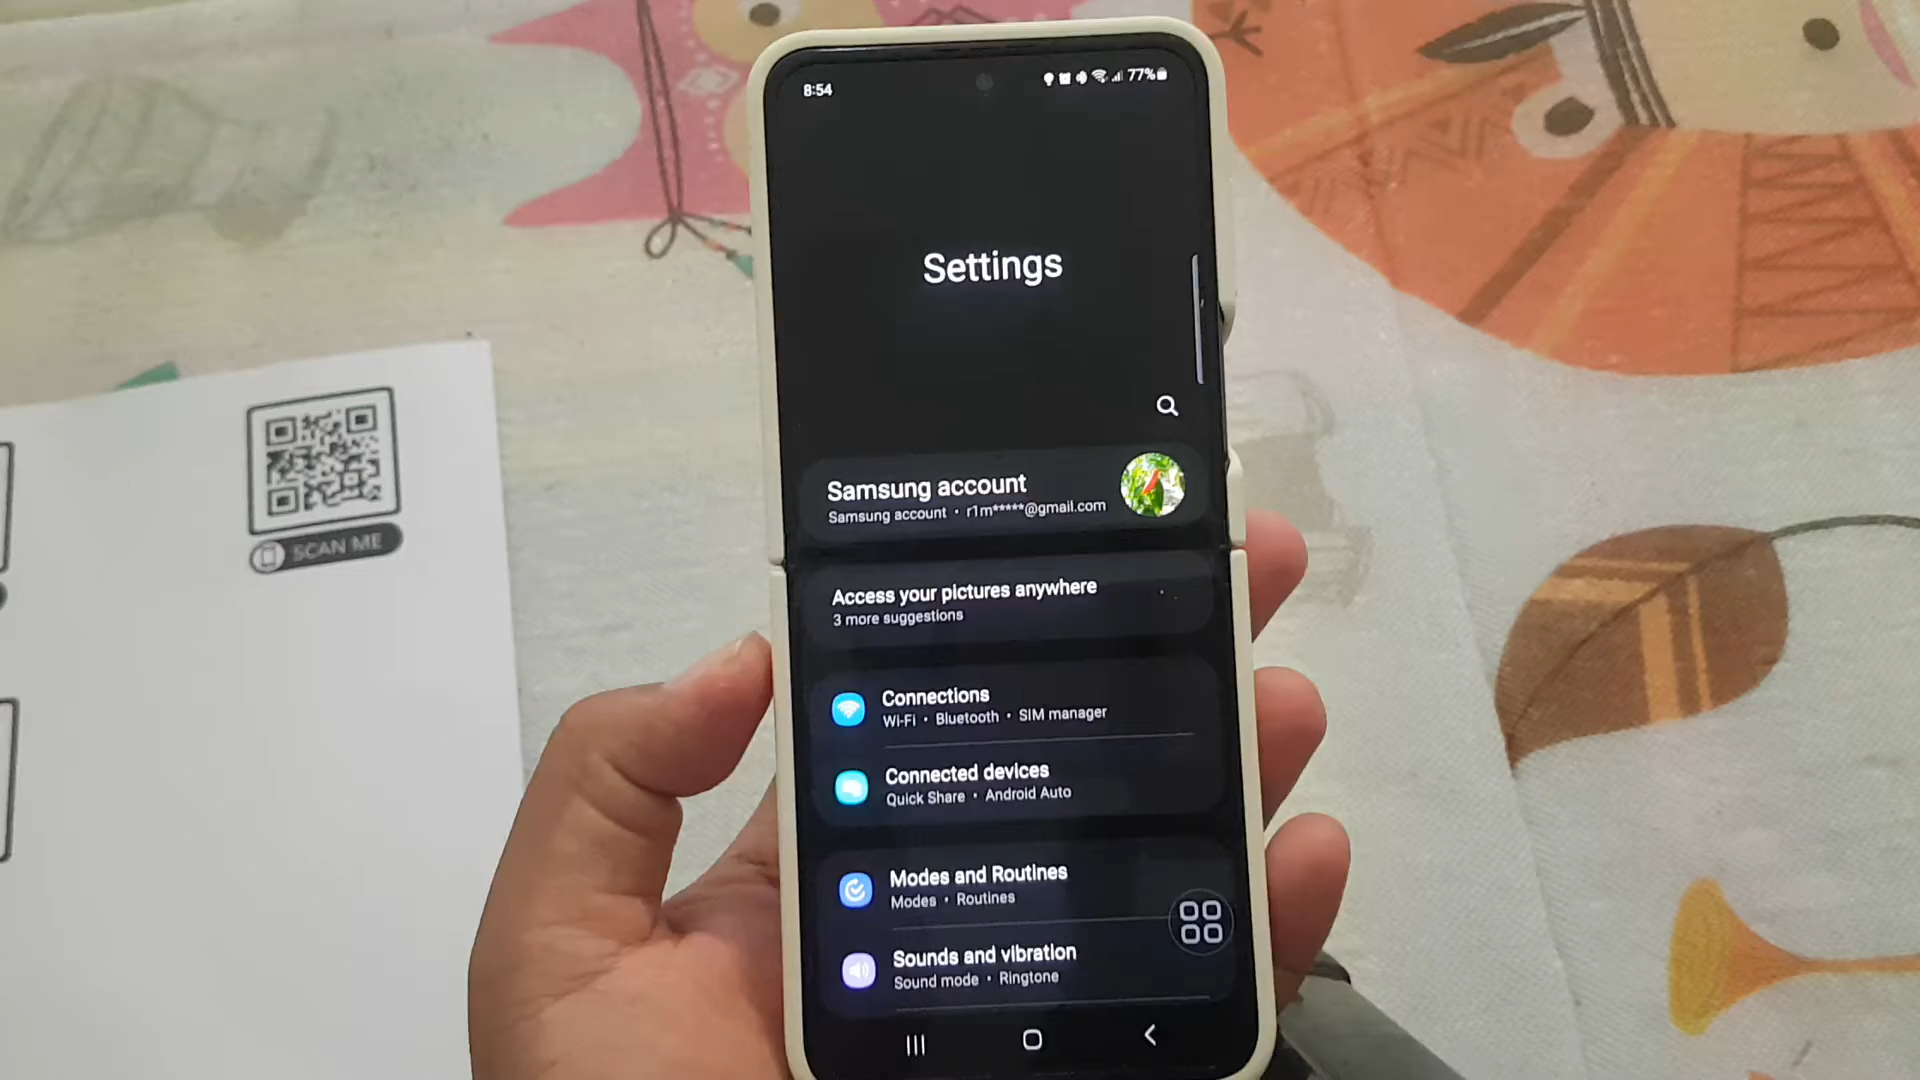 8:54
77%
Settings
Samsung account
Samsung account • r1m*****@gmail.com
Access your pictures anywhere
3 more suggestions
Connections
Wi-Fi • Bluetooth • SIM manager
Connected devices
Quick Share • Android Auto
Modes and Routines
Modes • Routines
Sounds and vibration
Sound mode • Ringtone
SCAN ME